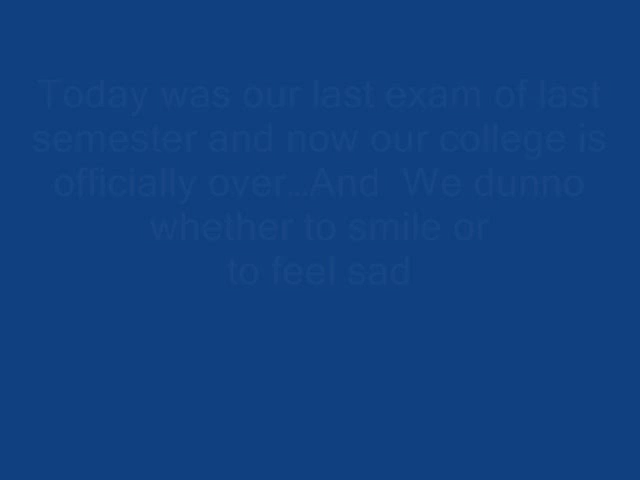 Today was our last exam of last
semester and now our college is
officially over...And  We dunno
whether to smile or
to feel sad